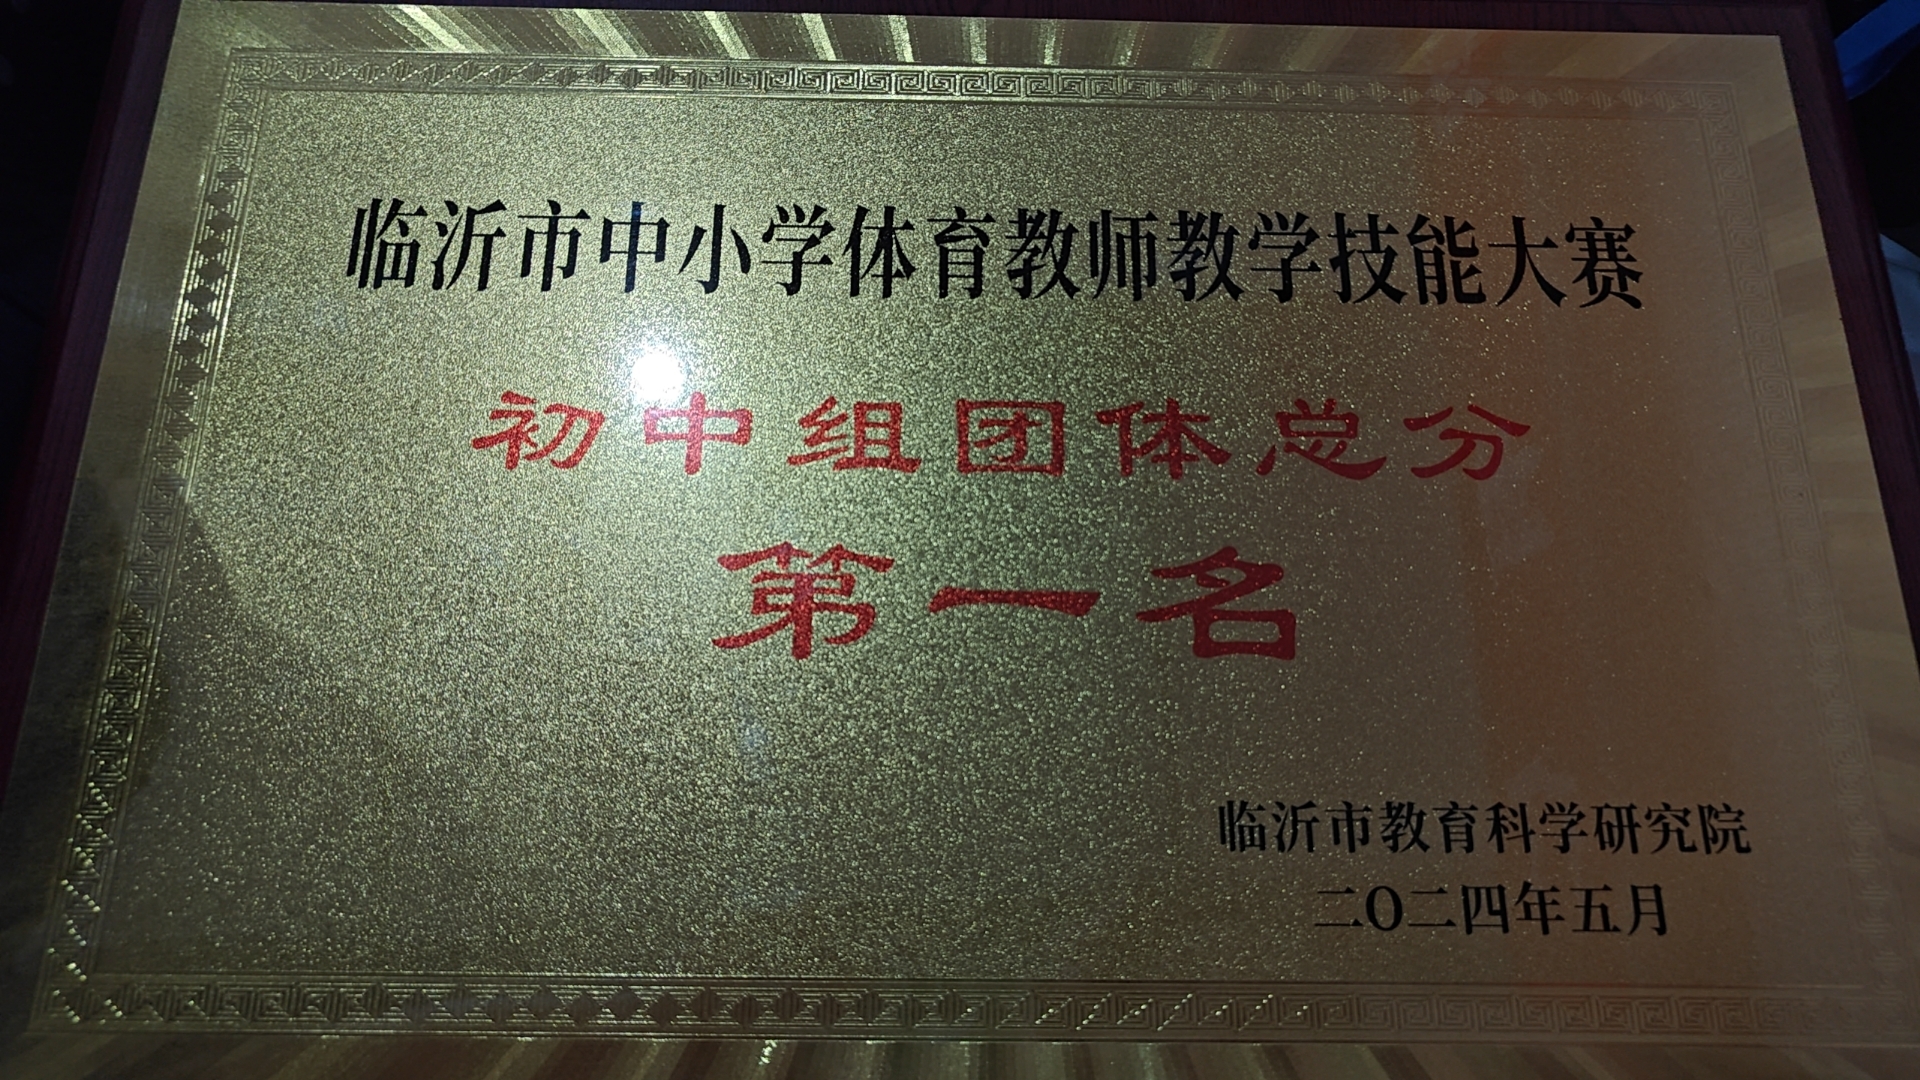 临沂市中小学体育教师教学技能大赛
初中组团体总分
第一名
临沂市教育科学研究院
二〇二四年五月